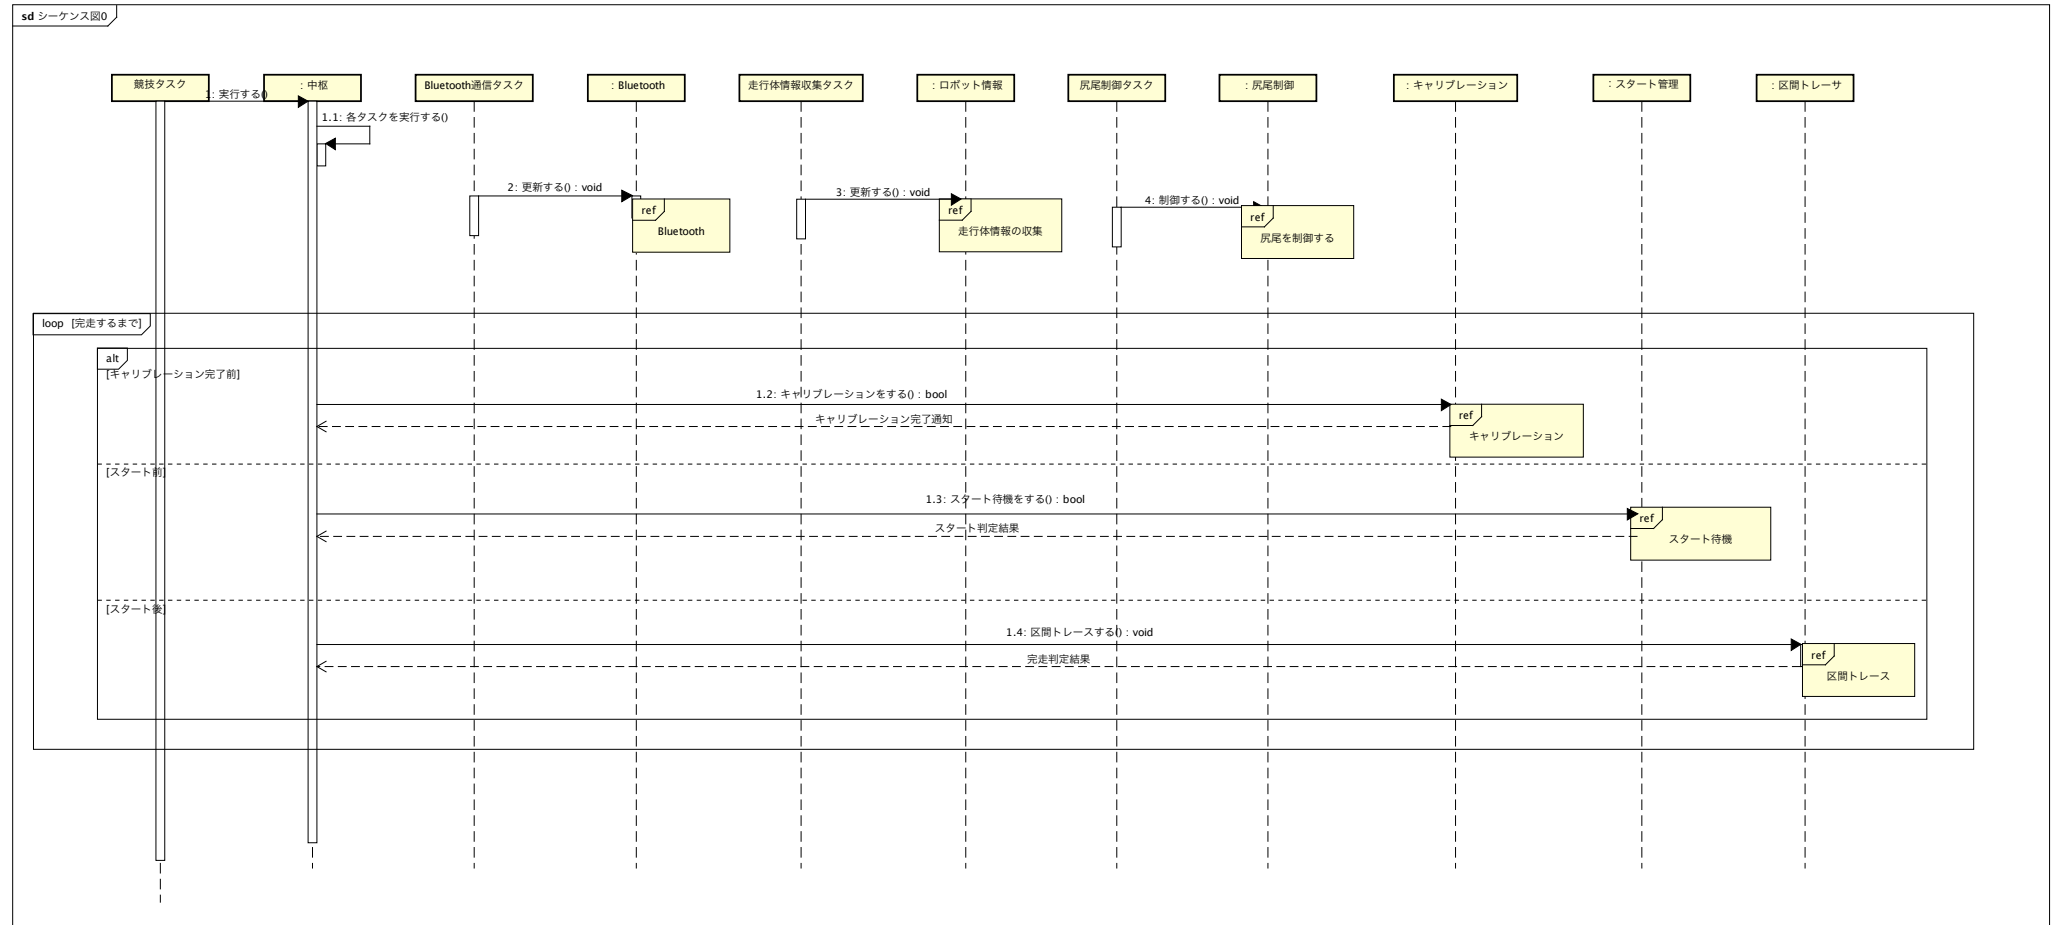 sd シーケンス図0
競技タスク
: 中枢
Bluetooth通信タスク
: Bluetooth
走行体情報収集タスク
: ロボット情報
尻尾制御タスク
: 尻尾制御
: キャリブレーション
: スタート管理
: 区間トレーサ
1: 実行する()
1.1: 各タスクを実行する()
2: 更新する() : void
3: 更新する() : void
4: 制御する() : void
ref
Bluetooth
ref
走行体情報の収集
ref
尻尾を制御する
loop [完走するまで]
alt
[キャリブレーション完了前]
1.2: キャリブレーションをする() : bool
キャリブレーション完了通知
ref
キャリブレーション
[スタート前]
1.3: スタート待機をする() : bool
スタート判定結果
ref
スタート待機
[スタート後]
1.4: 区間トレースする() : void
完走判定結果
ref
区間トレース